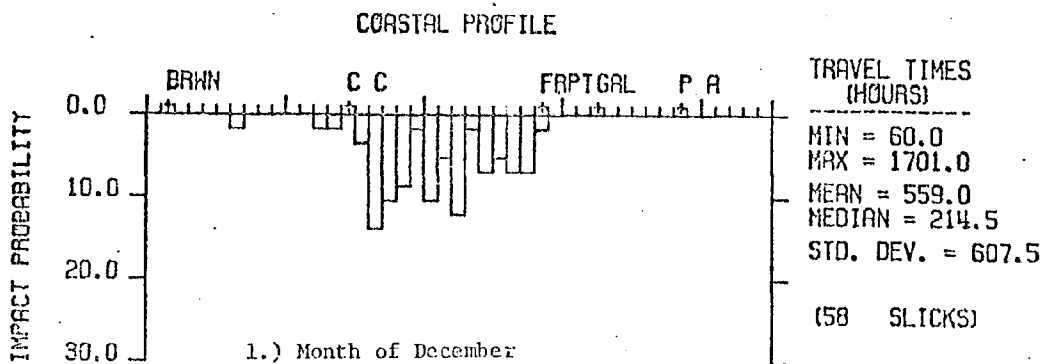 COASTAL PROFILE
BRWN C C FRPTGAL P A
IMPACT PROBABILITY
0.0
10.0
20.0
30.0
1.) Month of December
TRAVEL TIMES
(HOURS)
MIN = 60.0
MAX = 1701.0
MEAN = 559.0
MEDIAN = 214.5
STD. DEV. = 607.5
(58 SLICKS)